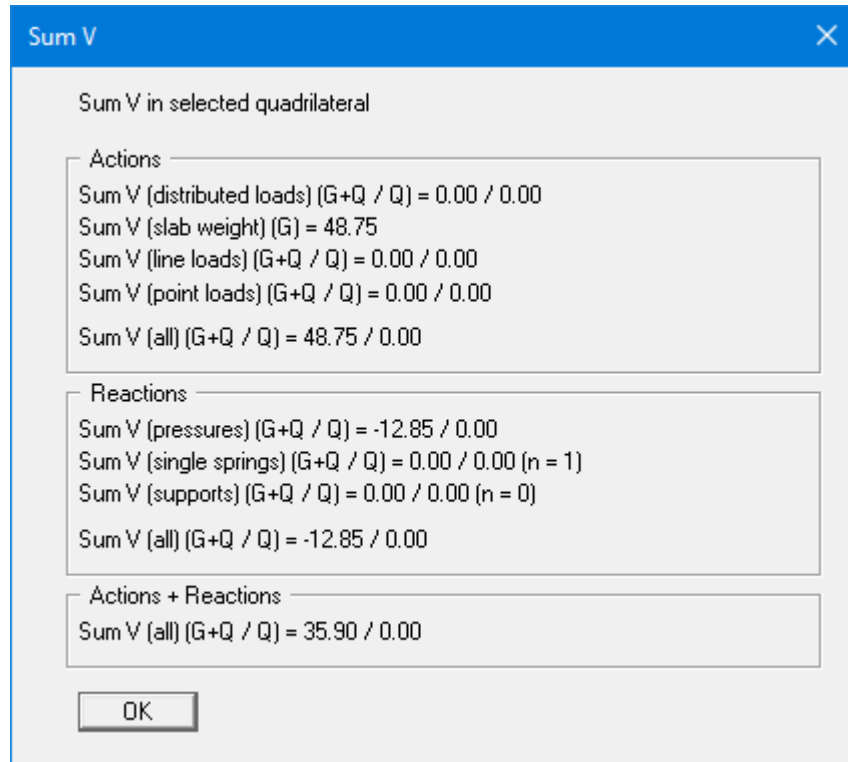 Sum V
Sum V in selected quadrilateral
Actions
Sum V (distributed loads) (G+Q / Q) = 0.00 / 0.00
Sum V (slab weight) (G) = 48.75
Sum V (line loads) (G+Q / Q) = 0.00 / 0.00
Sum V (point loads) (G+Q / Q) = 0.00 / 0.00
Sum V (all) (G+Q / Q) = 48.75 / 0.00
Reactions
Sum V (pressures) (G+Q / Q) = -12.85 / 0.00
Sum V (single springs) (G+Q / Q) = 0.00 / 0.00 (n = 1)
Sum V (supports) (G+Q / Q) = 0.00 / 0.00 (n = 0)
Sum V (all) (G+Q / Q) = -12.85 / 0.00
Actions + Reactions
Sum V (all) (G+Q / Q) = 35.90 / 0.00
OK